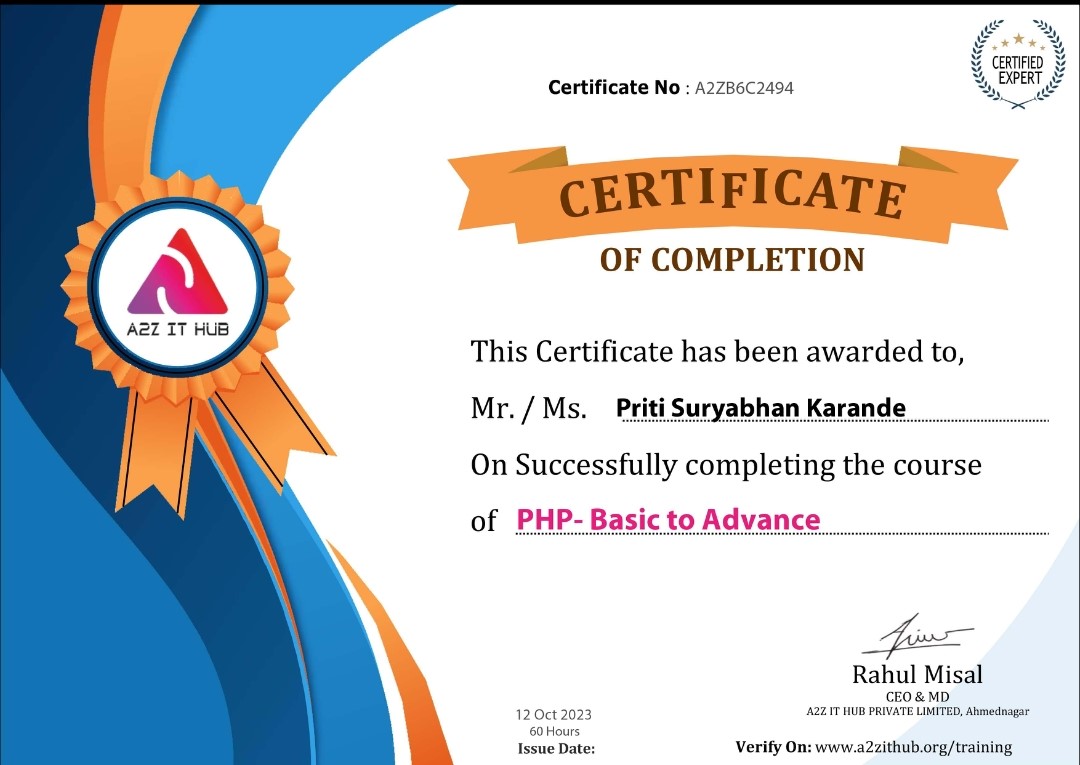 CERTIFIED
EXPERT
Certificate No : A2ZB6C2494
CERTIFICATE
OF COMPLETION
A2Z IT HUB
This Certificate has been awarded to,
Mr. / Ms. Priti Suryabhan Karande
On Successfully completing the course
of PHP- Basic to Advance
Rahul Misal
CEO & MD
A2Z IT HUB PRIVATE LIMITED, Ahmednagar
12 Oct 2023
60 Hours
Issue Date:
Verify On: www.a2zithub.org/training